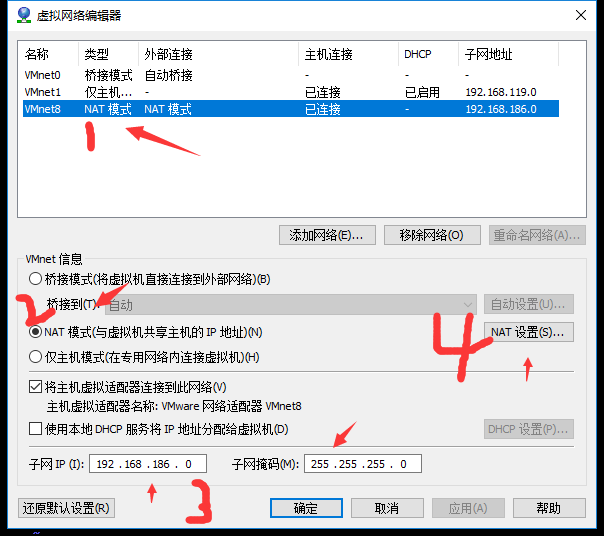 虚拟网络编辑器
名称 类型 外部连接 主机连接 DHCP 子网地址
VMnet0 桥接模式 自动桥接 - - -
VMnet1 仅主机... - 已连接 已启用 192.168.119.0
VMnet8 NAT 模式 NAT 模式 已连接 - 192.168.186.0
1
添加网络(E)... 移除网络(O) 重命名网络(A)...
VMnet 信息
桥接模式(将虚拟机直接连接到外部网络)(B)
桥接到(T): 自动 自动设置(U)...
2
NAT 模式(与虚拟机共享主机的 IP 地址)(N) NAT 设置(S)...
4
仅主机模式(在专用网络内连接虚拟机)(H)
将主机虚拟适配器连接到此网络(V)
主机虚拟适配器名称: VMware 网络适配器 VMnet8
使用本地 DHCP 服务将 IP 地址分配给虚拟机(D) DHCP 设置(P)...
子网 IP (I): 192 . 168 . 186 . 0 子网掩码(M): 255 . 255 . 255 . 0
3
还原默认设置(R) 确定 取消 应用(A) 帮助